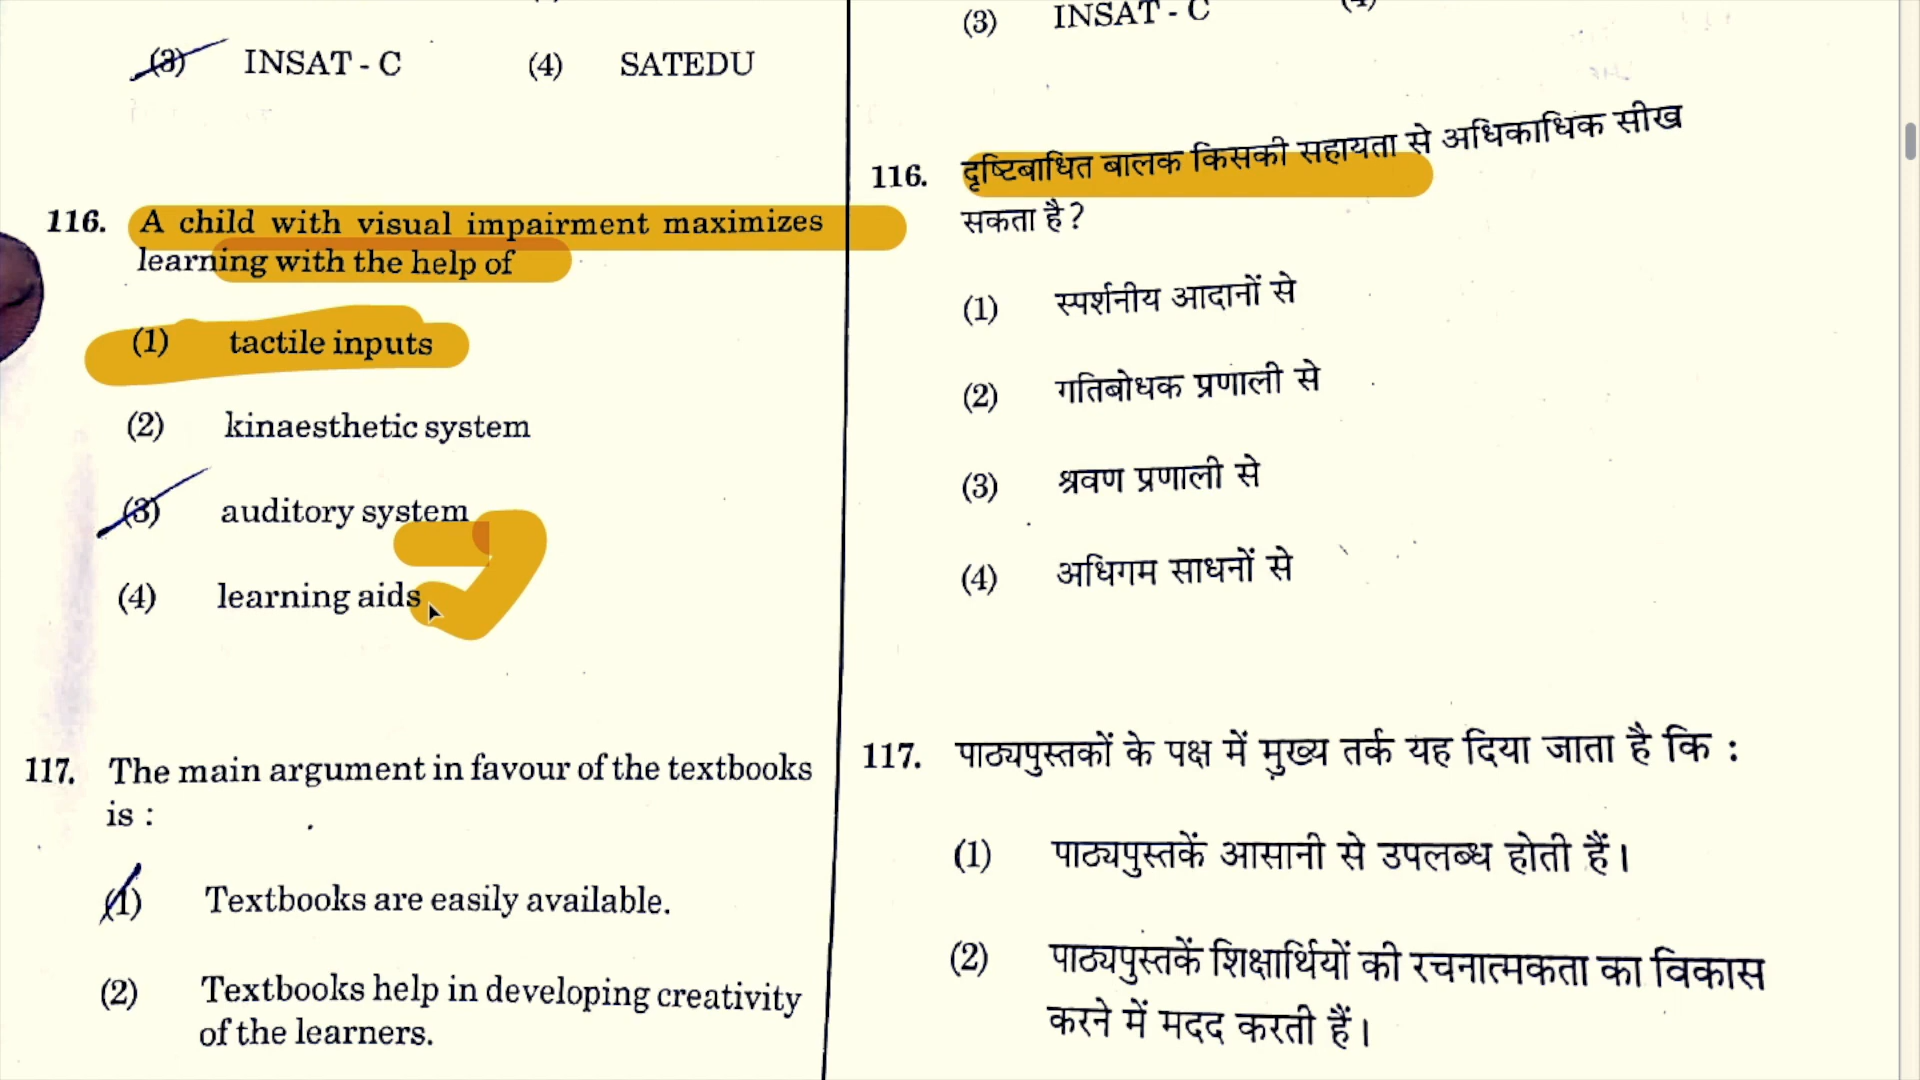 (3) INSAT - C (4) SATEDU
116. A child with visual impairment maximizes
learning with the help of
(1) tactile inputs
(2) kinaesthetic system
(3) auditory system
(4) learning aids
117. The main argument in favour of the textbooks
is :
(1) Textbooks are easily available.
(2) Textbooks help in developing creativity
of the learners.
(3) INSAT - C (4)
116. दृष्टिबाधित बालक किसकी सहायता से अधिकाधिक सीख
सकता है?
(1) स्पर्शनीय आदानों से
(2) गतिबोधक प्रणाली से
(3) श्रवण प्रणाली से
(4) अधिगम साधनों से
117. पाठ्यपुस्तकों के पक्ष में मुख्य तर्क यह दिया जाता है कि :
(1) पाठ्यपुस्तकें आसानी से उपलब्ध होती हैं।
(2) पाठ्यपुस्तकें शिक्षार्थियों की रचनात्मकता का विकास
करने में मदद करती हैं।